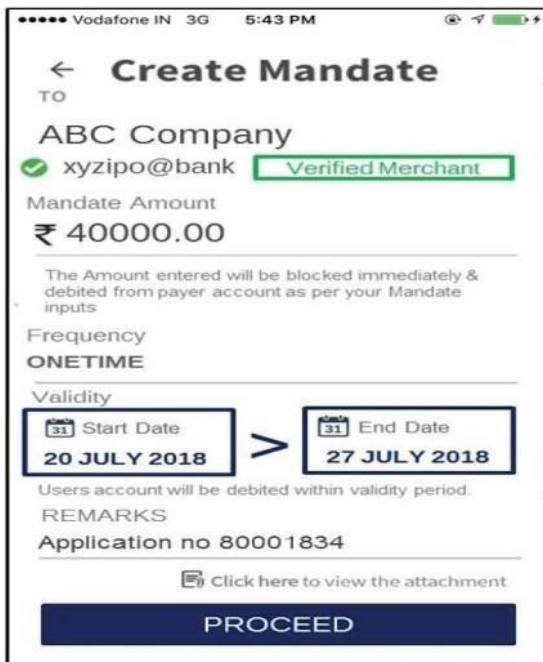 Vodafone IN 3G 5:43 PM
← Create Mandate
TO
ABC Company
xyzipo@bank Verified Merchant
Mandate Amount
₹ 40000.00
The Amount entered will be blocked immediately &
debited from payer account as per your Mandate
inputs
Frequency
ONETIME
Validity
31 Start Date > 31 End Date
20 JULY 2018 27 JULY 2018
Users account will be debited within validity period.
REMARKS
Application no 80001834
Click here to view the attachment
PROCEED